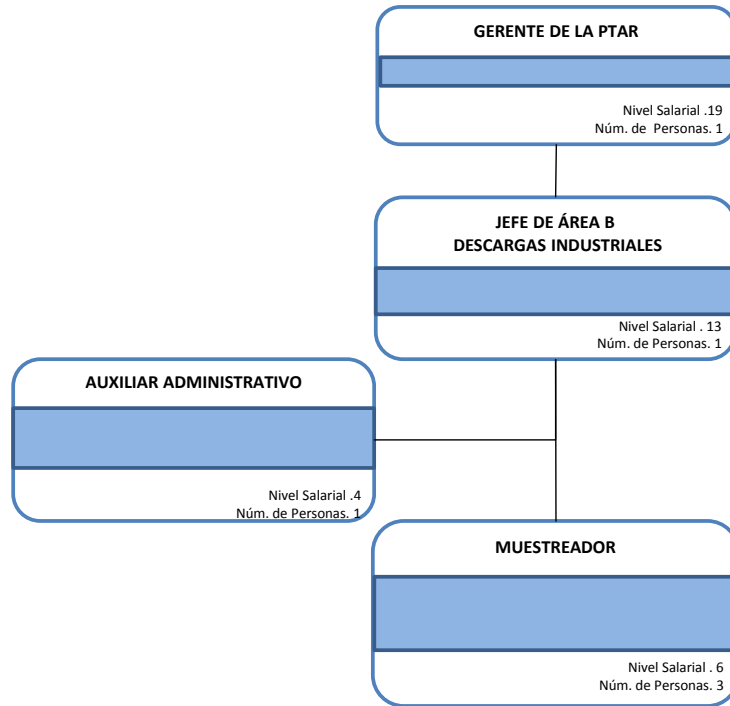 GERENTE DE LA PTAR
Nivel Salarial .19
Núm. de  Personas. 1
JEFE DE ÁREA B
DESCARGAS INDUSTRIALES
Nivel Salarial . 13
Núm. de Personas. 1
AUXILIAR ADMINISTRATIVO
Nivel Salarial .4
Núm. de Personas. 1
MUESTREADOR
Nivel Salarial . 6
Núm. de Personas. 3